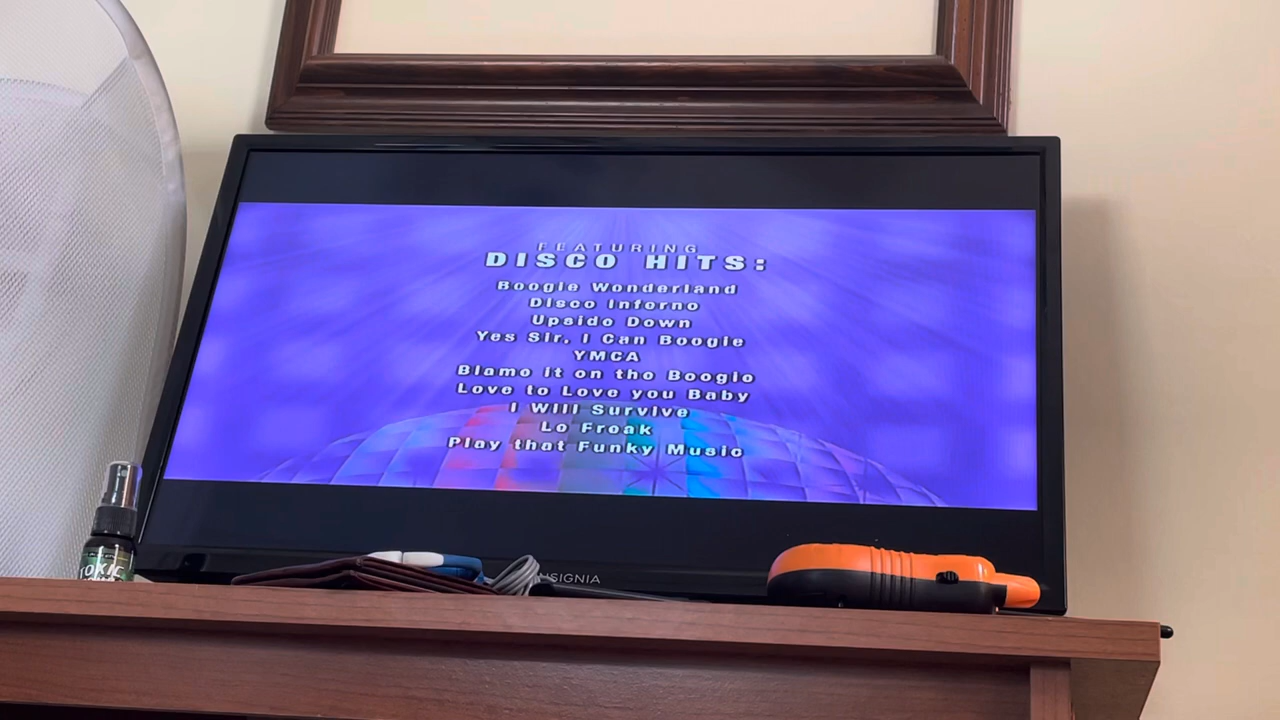 FEATURING
DISCO HITS:
Boogie Wonderland
Disco Inferno
Upside Down
Yes Sir, I Can Boogie
YMCA
Blame it on the Boogie
Love to Love you Baby
I Will Survive
Le Freak
Play that Funky Music
TOXIC
INSIGNIA